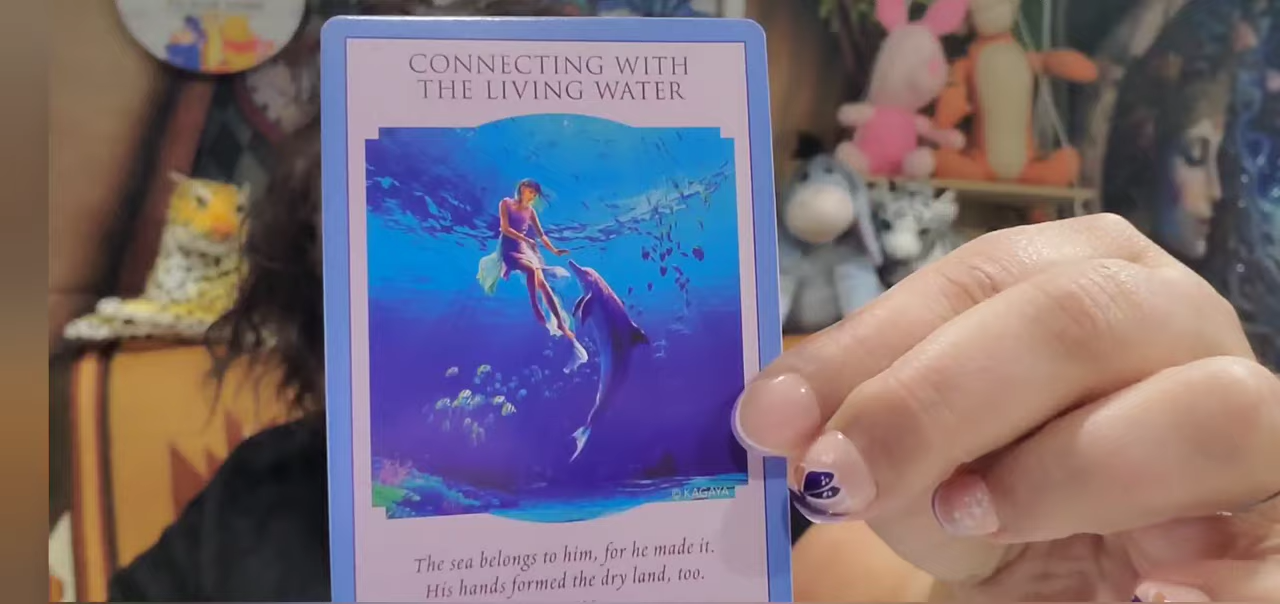 CONNECTING WITH
THE LIVING WATER
© KAGAYA
The sea belongs to him, for he made it.
His hands formed the dry land, too.